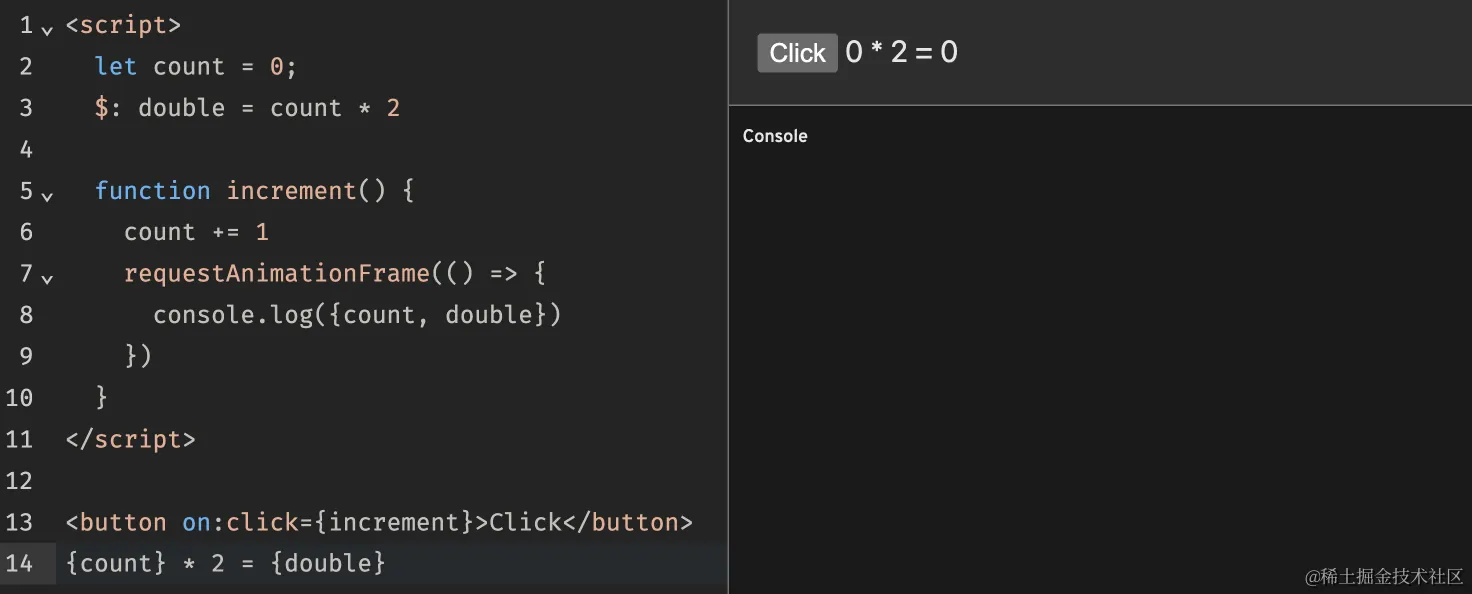 1 <script>
2 let count = 0;
3 $: double = count * 2
4
5 function increment() {
6 count += 1
7 requestAnimationFrame(() => {
8 console.log({count, double})
9 })
10 }
11 </script>
12
13 <button on:click={increment}>Click</button>
14 {count} * 2 = {double}
Click 0 * 2 = 0
Console
@稀土掘金技术社区